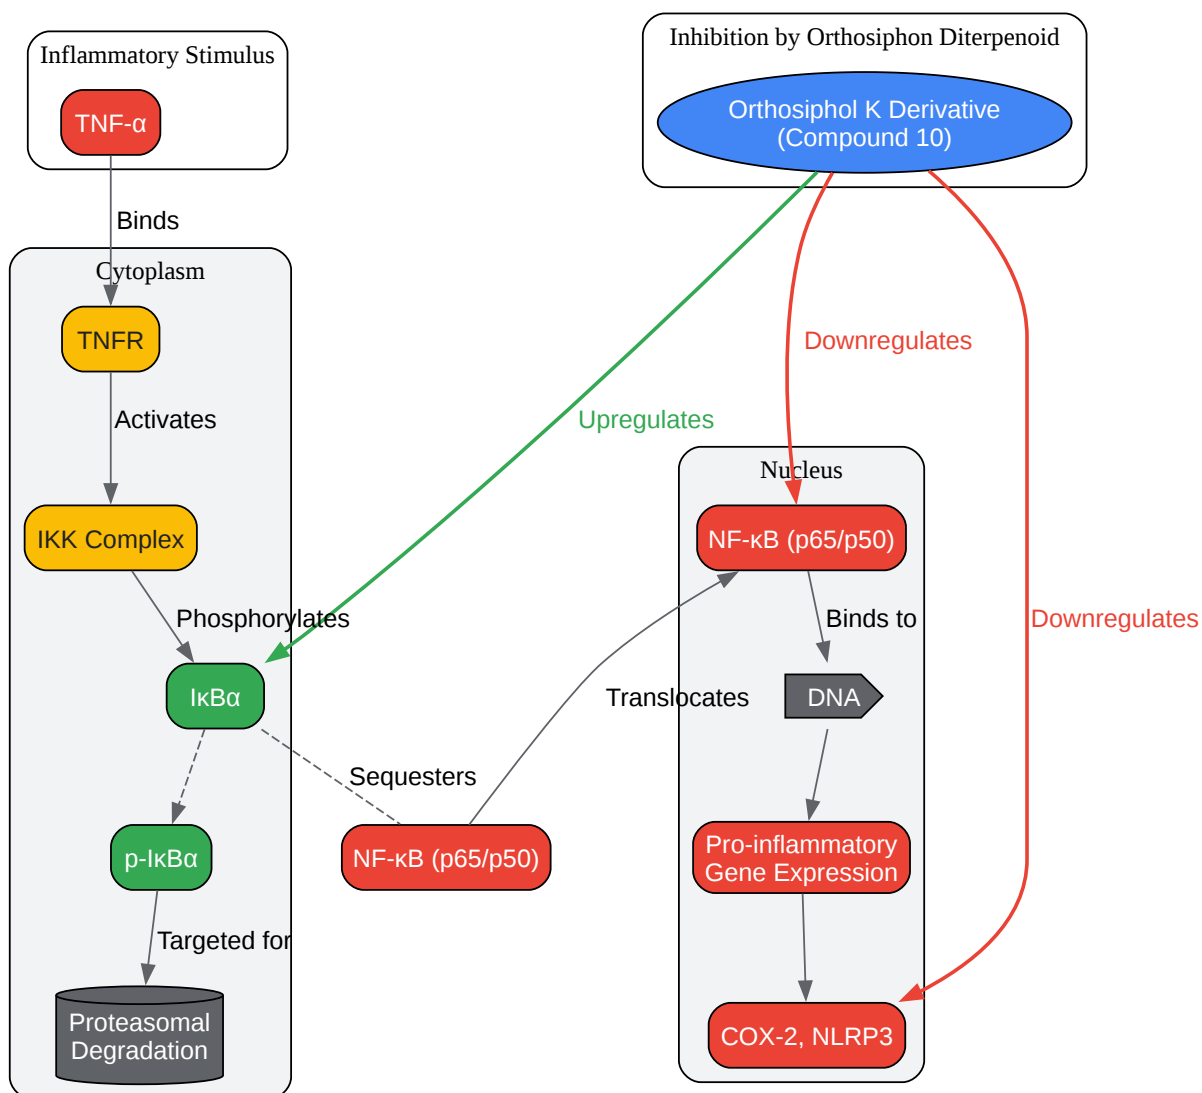 Inflammatory Stimulus
TNF-α
Binds
Cytoplasm
TNFR
Activates
IKK Complex
Phosphorylates
IκBα
Sequesters
p-IκBα
NF-κB (p65/p50)
Targeted for
Proteasomal
Degradation
Inhibition by Orthosiphon Diterpenoid
Orthosiphol K Derivative
(Compound 10)
Upregulates
Downregulates
Downregulates
Nucleus
NF-κB (p65/p50)
Binds to
Translocates
DNA
Pro-inflammatory
Gene Expression
COX-2, NLRP3